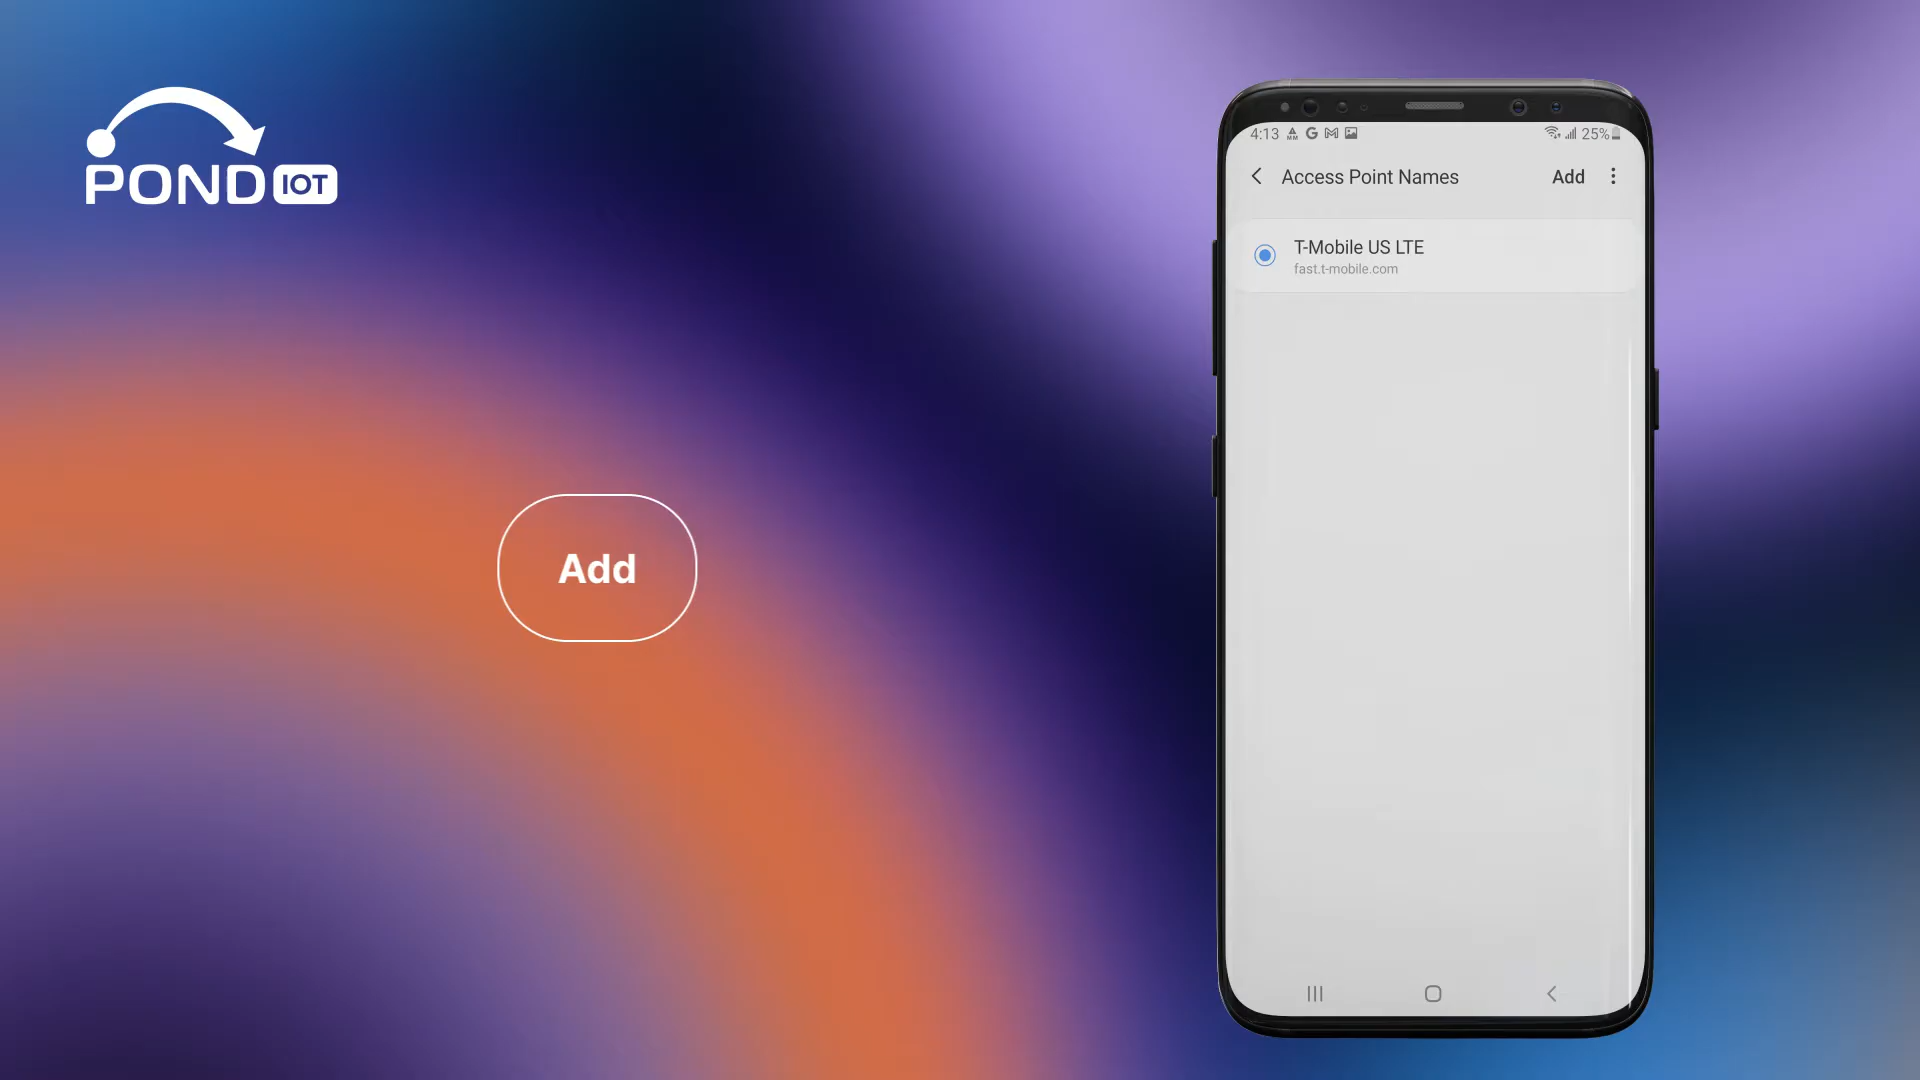 POND IOT
Add
4:13
25%
Access Point Names
Add
T-Mobile US LTE
fast.t-mobile.com